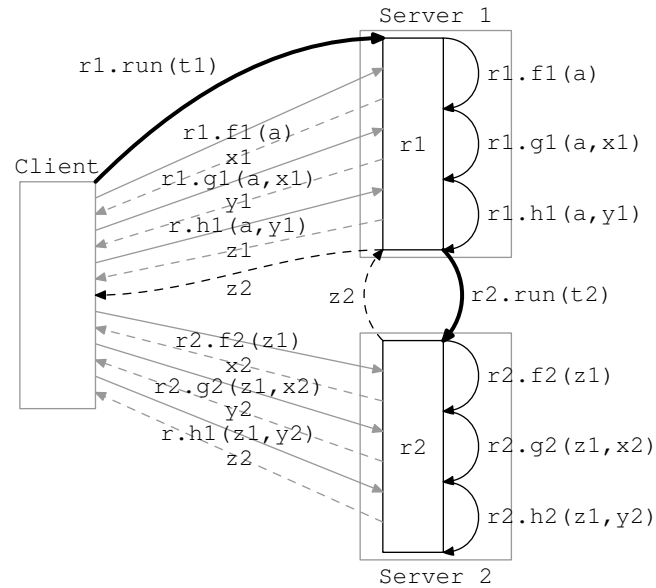 Server 1
r1.run(t1)
r1.f1(a)
r1.f1(a)
x1
r1.g1(a,x1)
r1
Client
r1.g1(a,x1)
y1
r.h1(a,y1)
r1.h1(a,y1)
z1
z2
z2
r2.run(t2)
r2.f2(z1)
x2
r2.f2(z1)
r2.g2(z1,x2)
y2
r.h1(z1,y2)
r2
r2.g2(z1,x2)
z2
r2.h2(z1,y2)
Server 2